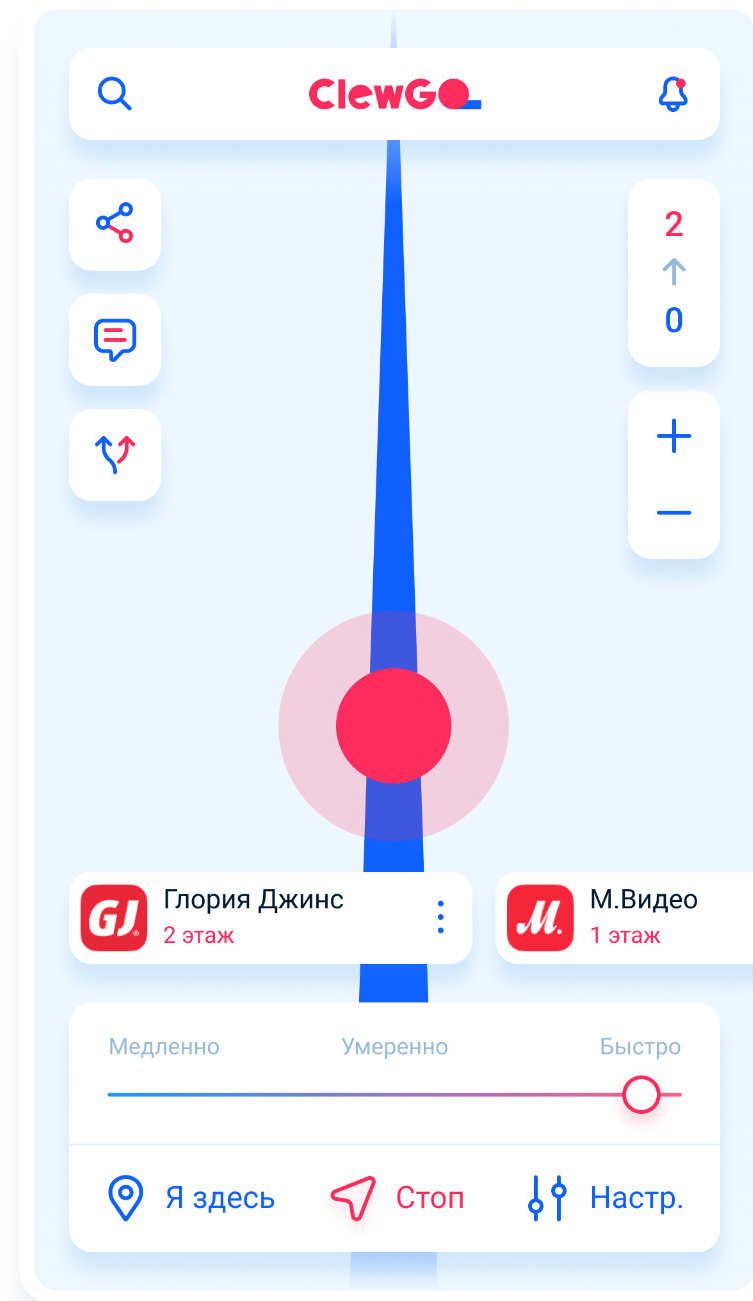 ClewGO
2
0
GJ
Глория Джинс
2 этаж
M.
М.Видео
1 этаж
Медленно Умеренно Быстро
Я здесь Стоп Настр.